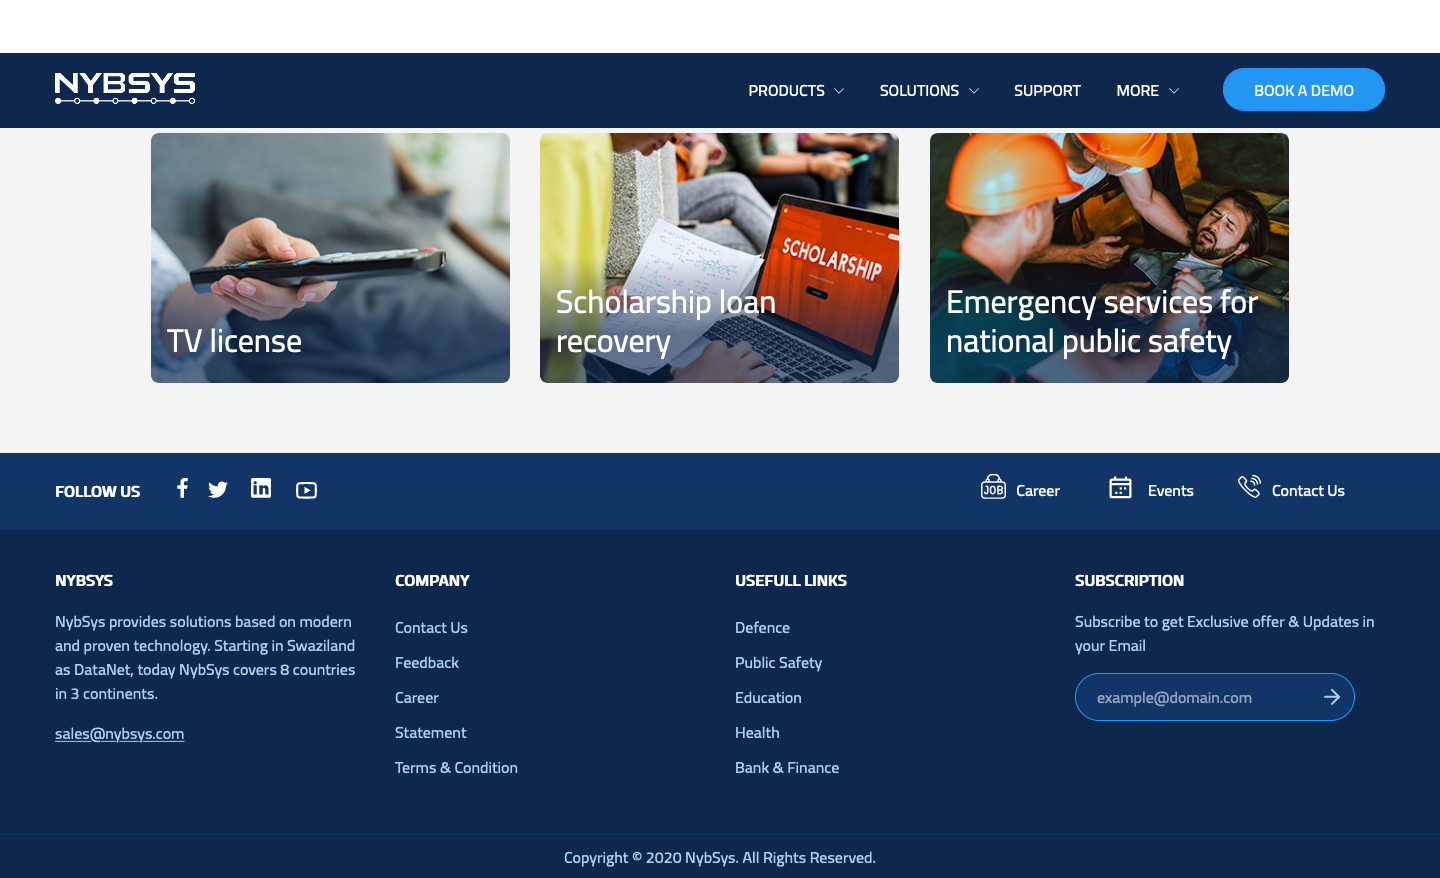 NYBSYS
PRODUCTS
SOLUTIONS
SUPPORT
MORE
BOOK A DEMO
TV license
SCHOLARSHIP
Scholarship loan
recovery
Emergency services for
national public safety
FOLLOW US
JOB
Career
Events
Contact Us
NYBSYS
NybSys provides solutions based on modern
and proven technology. Starting in Swaziland
as DataNet, today NybSys covers 8 countries
in 3 continents.
sales@nybsys.com
COMPANY
Contact Us
Feedback
Career
Statement
Terms & Condition
USEFULL LINKS
Defence
Public Safety
Education
Health
Bank & Finance
SUBSCRIPTION
Subscribe to get Exclusive offer & Updates in
your Email
example@domain.com
Copyright © 2020 NybSys. All Rights Reserved.